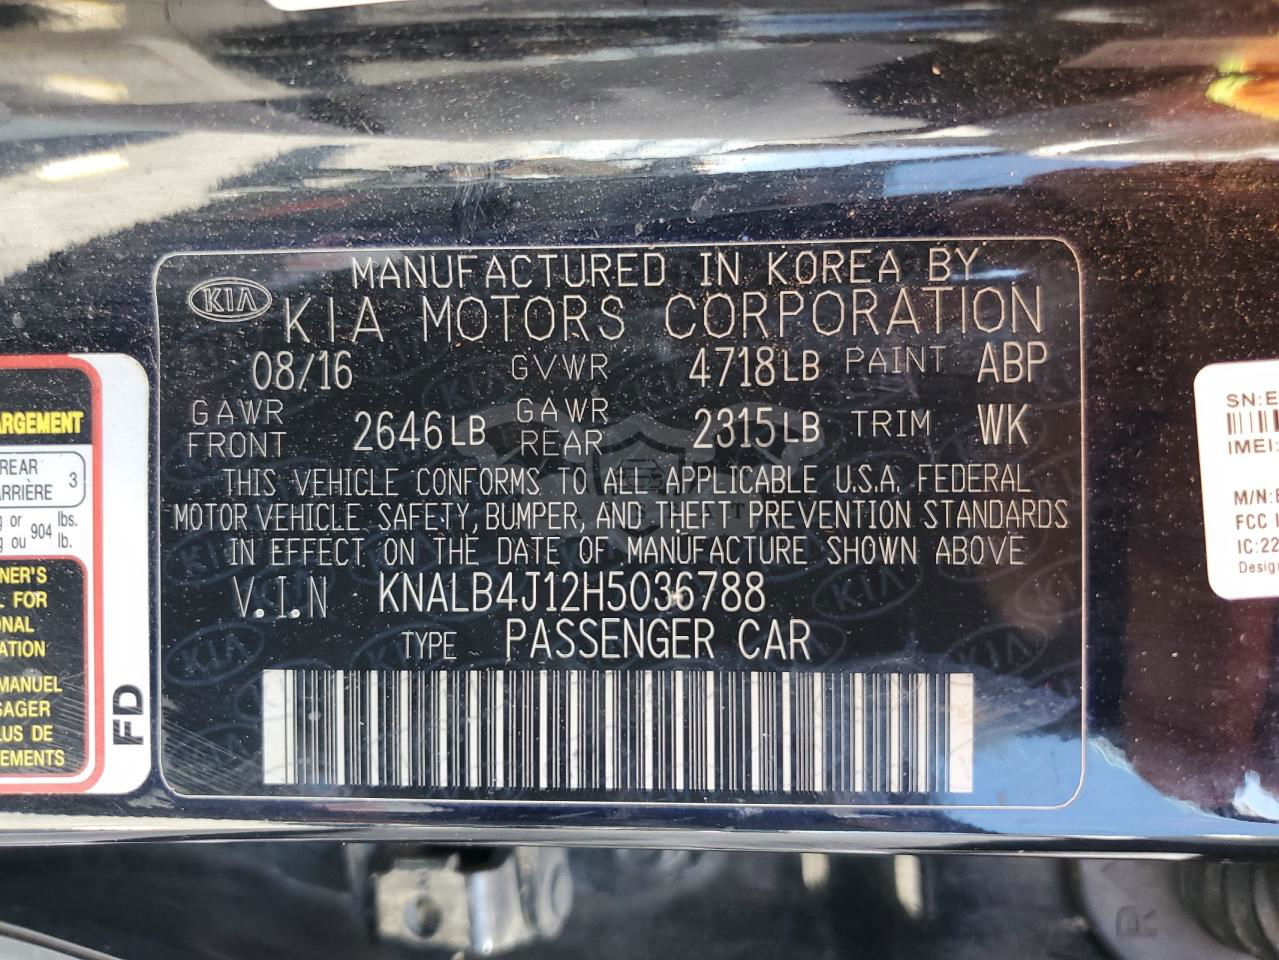 MANUFACTURED IN KOREA BY
KIA KIA MOTORS CORPORATION
08/16 GVWR 4718LB PAINT ABP
GAWR FRONT 2646LB GAWR REAR 2315LB TRIM WK
THIS VEHICLE CONFORMS TO ALL APPLICABLE U.S.A. FEDERAL
MOTOR VEHICLE SAFETY, BUMPER, AND THEFT PREVENTION STANDARDS
IN EFFECT ON THE DATE OF MANUFACTURE SHOWN ABOVE
V.I.N KNALB4J12H5036788
TYPE PASSENGER CAR
ARGEMENT
REAR
ARRIÈRE 3
g or 904 lbs.
g ou lb.
NER'S
L FOR
ONAL
ATION
MANUEL
SAGER
LUS DE
EMENTS
FD
SN:E
IMEI:
M/N:
FCC I
IC:22
Design